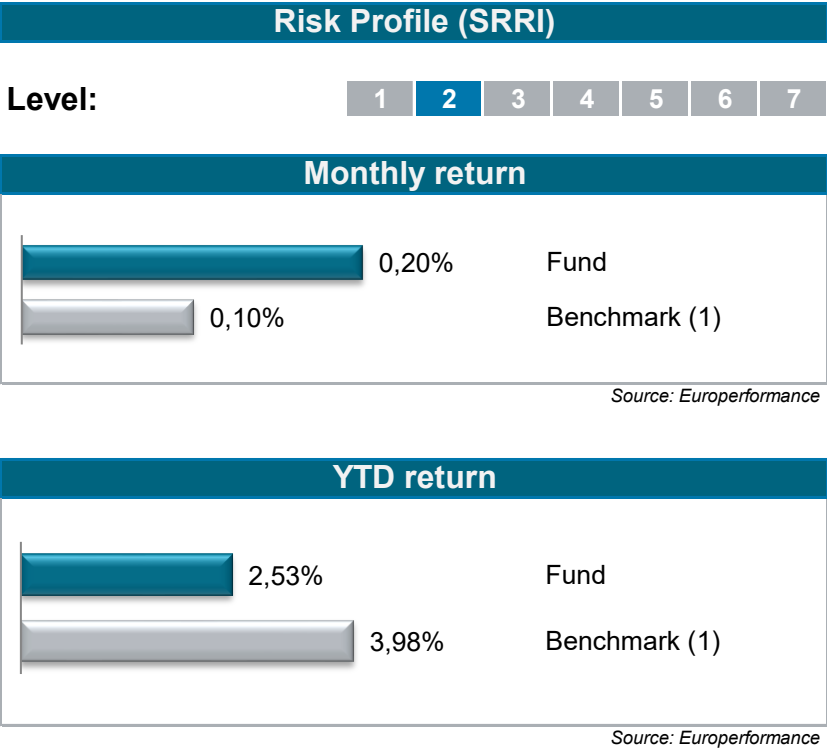 Risk Profile (SRRI)
Level: 1 2 3 4 5 6 7
Monthly return
0,20% Fund
0,10% Benchmark (1)
Source: Europerformance
YTD return
2,53% Fund
3,98% Benchmark (1)
Source: Europerformance